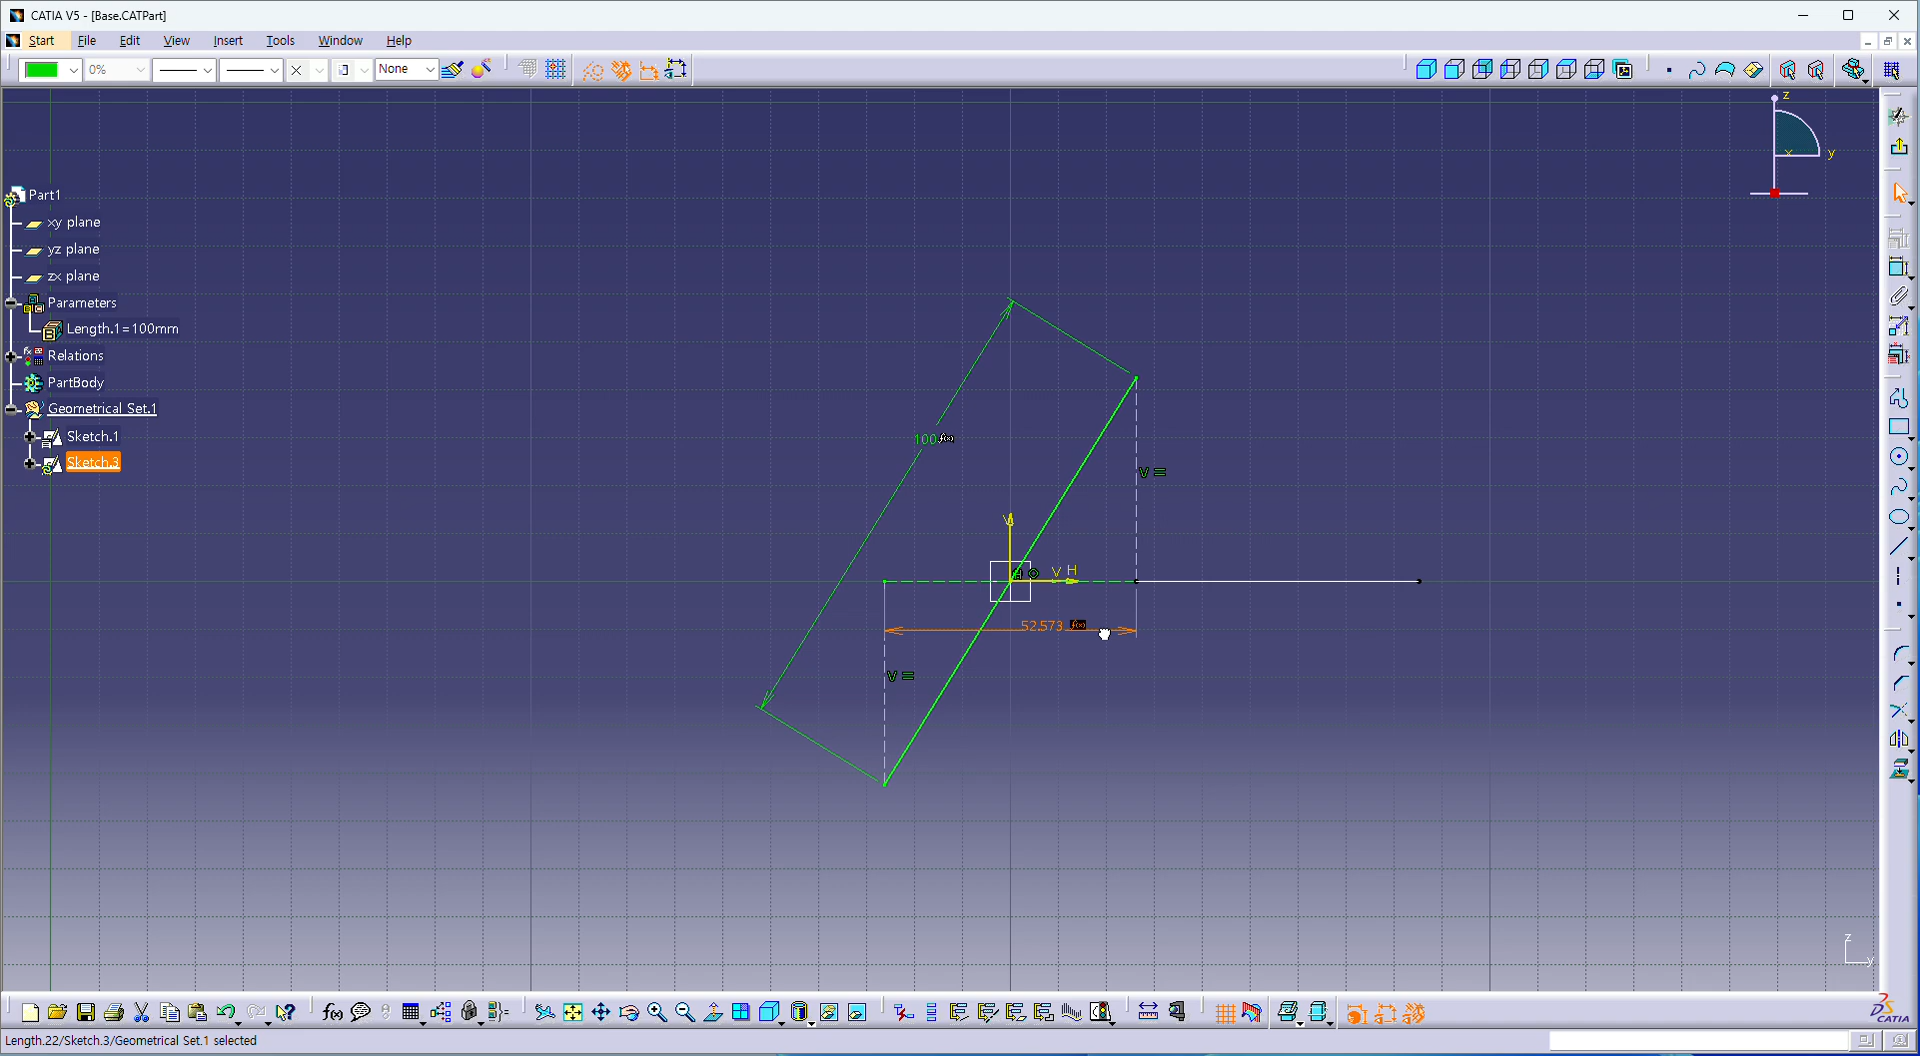 CATIA V5 - [Base.CATPart]
Start File Edit View Insert Tools Window Help
0% None
z
x y
Part1
xy plane
yz plane
zx plane
Parameters
Length.1=100mm
Relations
PartBody
Geometrical Set.1
Sketch.1
Sketch.3
100 f(x)
V =
V
H V H
52.573 f(x)
V =
z
y
f(x)
CATIA
Length.22/Sketch.3/Geometrical Set.1 selected